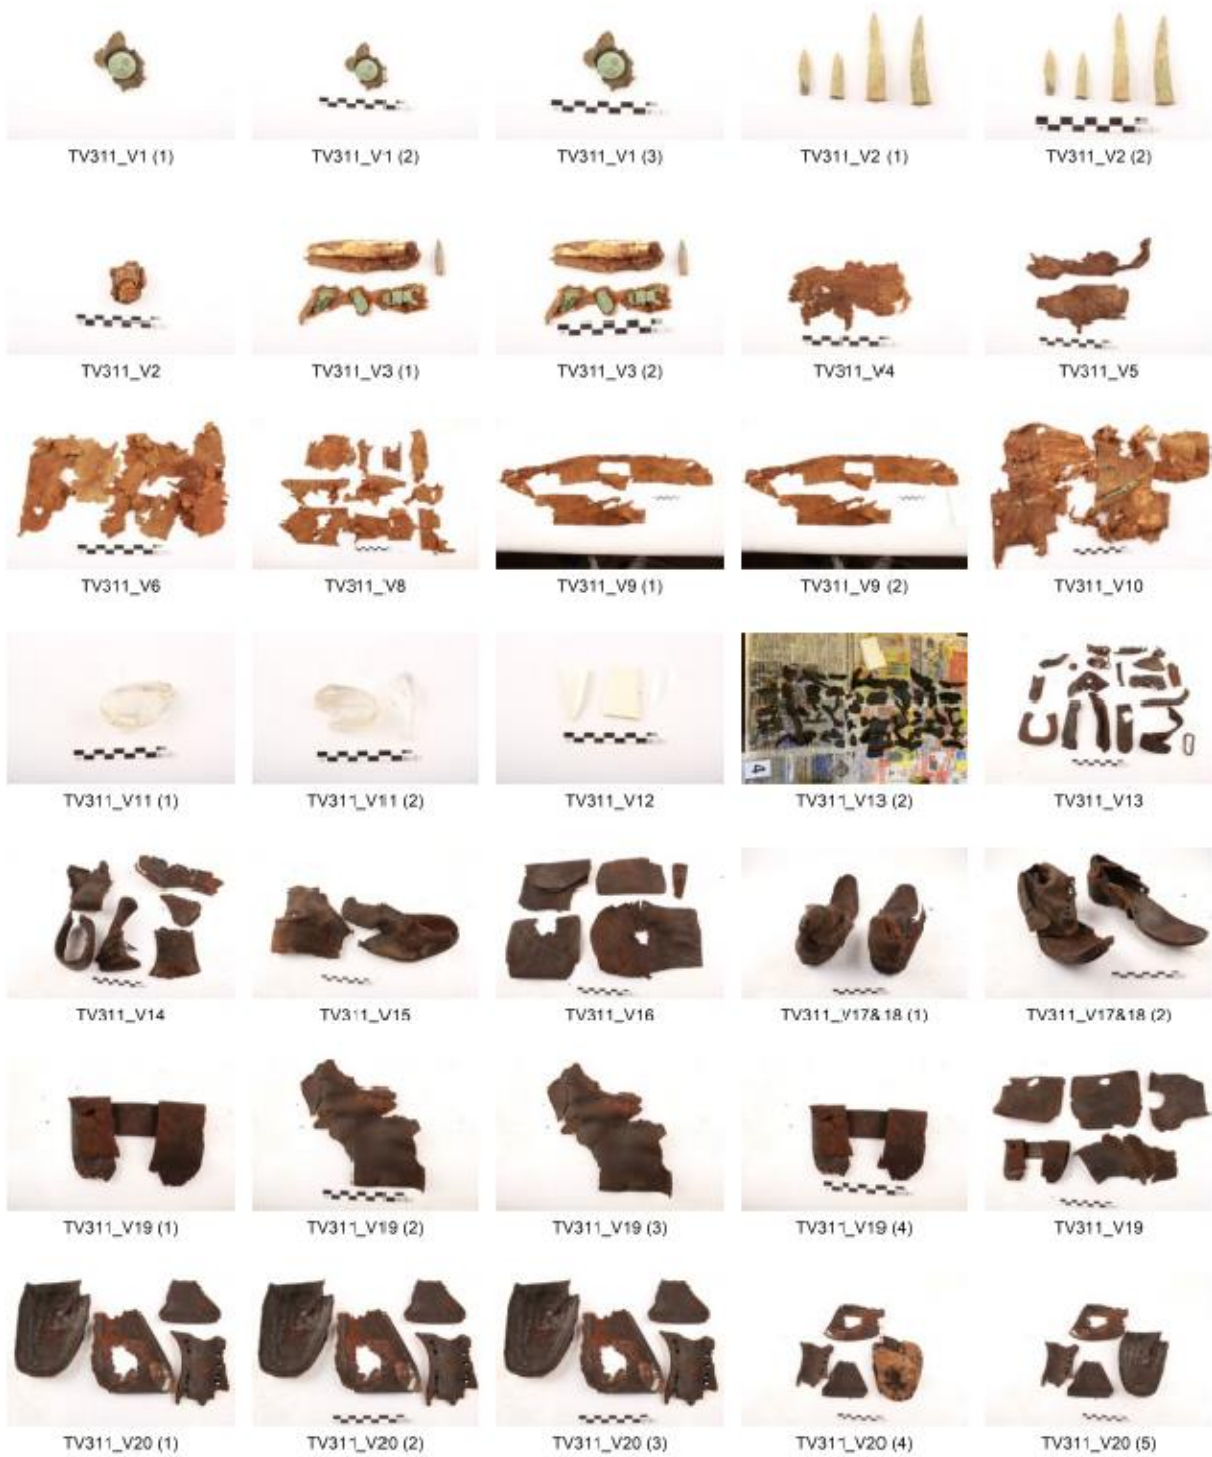 TV311_V1 (1)
TV311_V1 (2)
TV311_V1 (3)
TV311_V2 (1)
TV311_V2 (2)
TV311_V2
TV311_V3 (1)
TV311_V3 (2)
TV311_V4
TV311_V5
TV311_V6
TV311_V8
TV311_V9 (1)
TV311_V9 (2)
TV311_V10
TV311_V11 (1)
TV311_V11 (2)
TV311_V12
4
TV311_V13 (2)
TV311_V13
TV311_V14
TV311_V15
TV311_V16
TV311_V17&18 (1)
TV311_V17&18 (2)
TV311_V19 (1)
TV311_V19 (2)
TV311_V19 (3)
TV311_V19 (4)
TV311_V19
TV311_V20 (1)
TV311_V20 (2)
TV311_V20 (3)
TV311_V20 (4)
TV311_V20 (5)